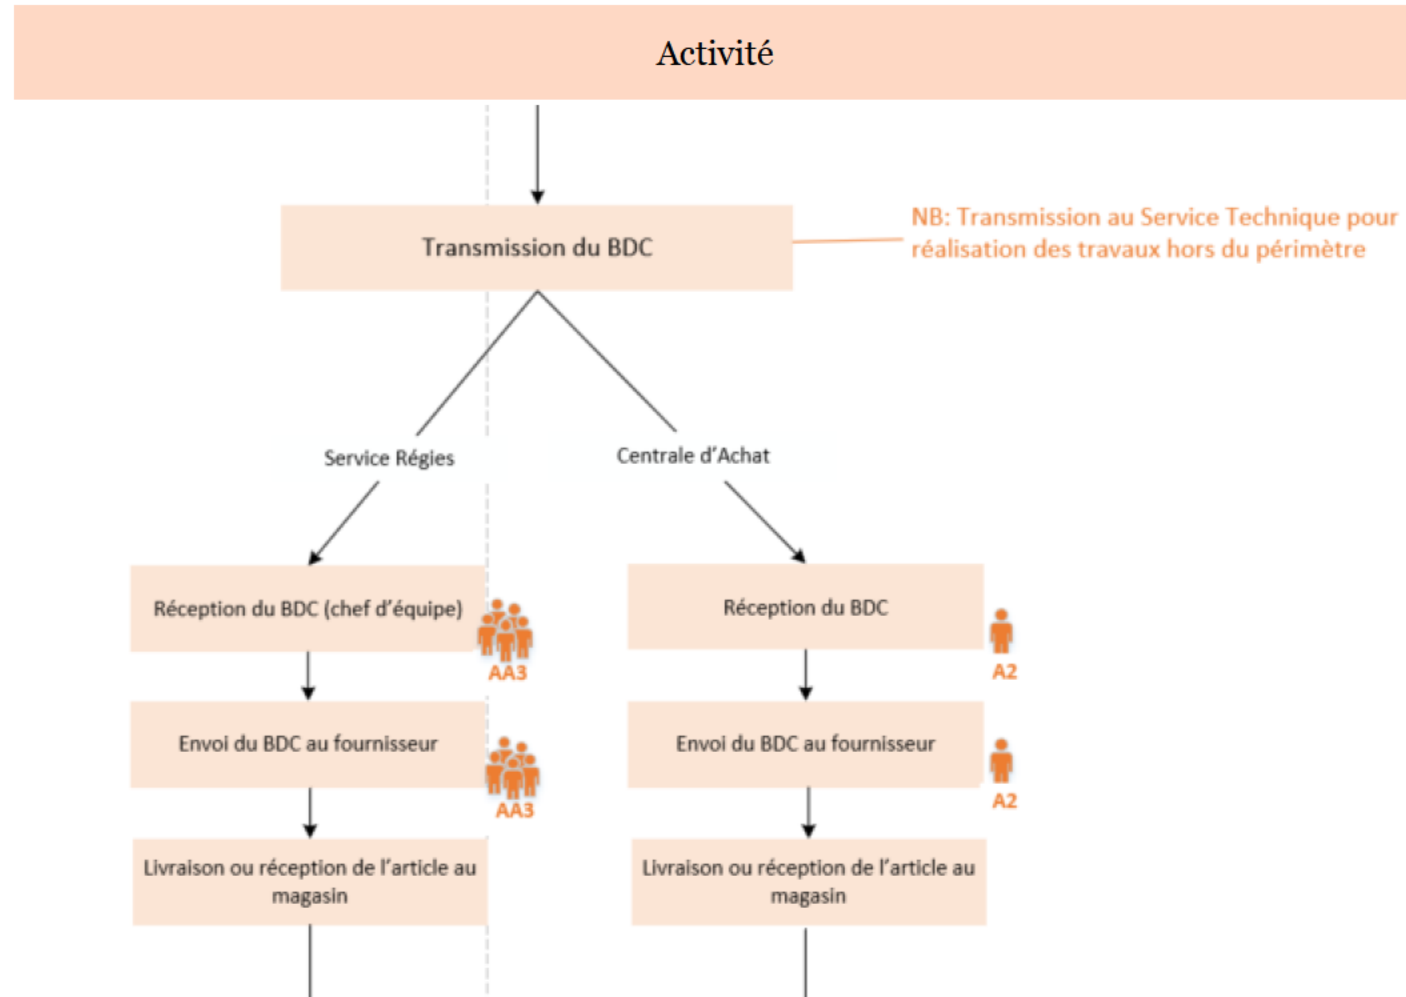 Activité
Transmission du BDC
NB: Transmission au Service Technique pour
réalisation des travaux hors du périmètre
Service Régies
Centrale d'Achat
Réception du BDC (chef d'équipe)
AA3
Réception du BDC
A2
Envoi du BDC au fournisseur
AA3
Envoi du BDC au fournisseur
A2
Livraison ou réception de l'article au
magasin
Livraison ou réception de l'article au
magasin